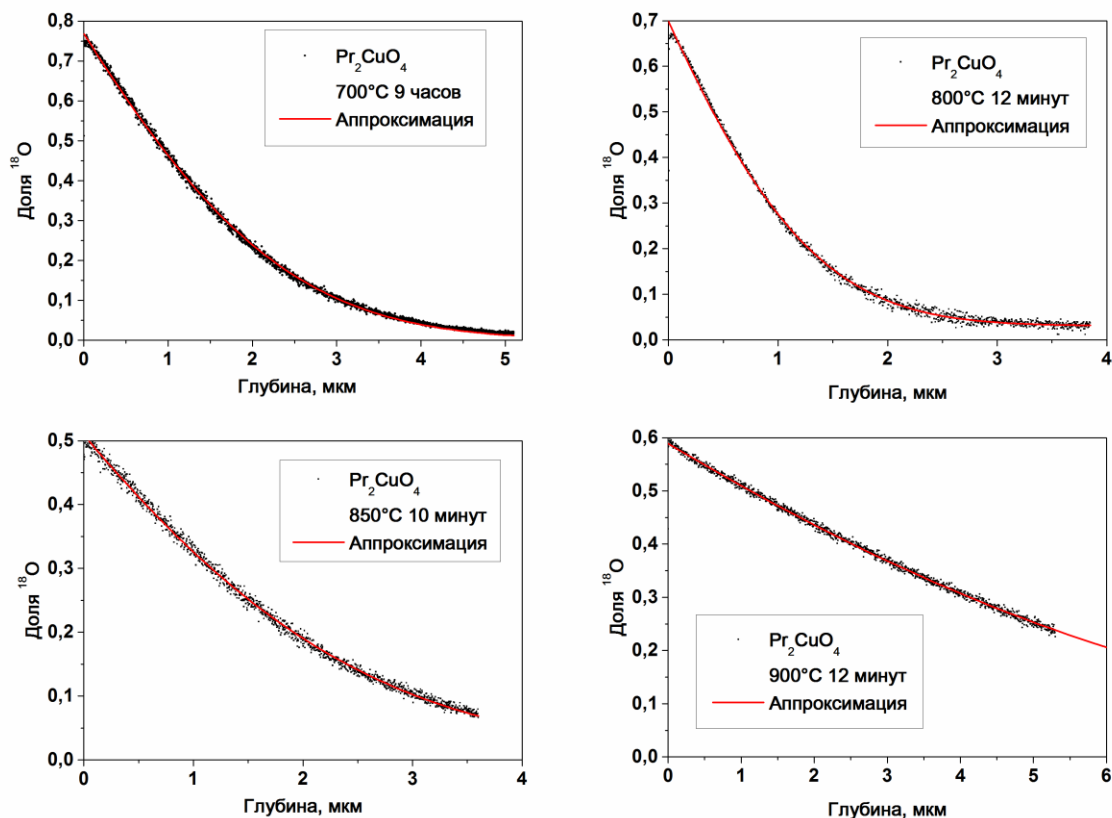 0,8
0,7
0,6
0,5
0,4
0,3
0,2
0,1
0,0
Доля ¹⁸O
Pr₂CuO₄
700°C 9 часов
Аппроксимация
0 1 2 3 4 5
Глубина, мкм
0,7
0,6
0,5
0,4
0,3
0,2
0,1
0,0
Доля ¹⁸O
Pr₂CuO₄
800°C 12 минут
Аппроксимация
0 1 2 3 4
Глубина, мкм
0,5
0,4
0,3
0,2
0,1
0,0
Доля ¹⁸O
Pr₂CuO₄
850°C 10 минут
Аппроксимация
0 1 2 3 4
Глубина, мкм
0,6
0,5
0,4
0,3
0,2
0,1
0,0
Доля ¹⁸O
Pr₂CuO₄
900°C 12 минут
Аппроксимация
0 1 2 3 4 5 6
Глубина, мкм